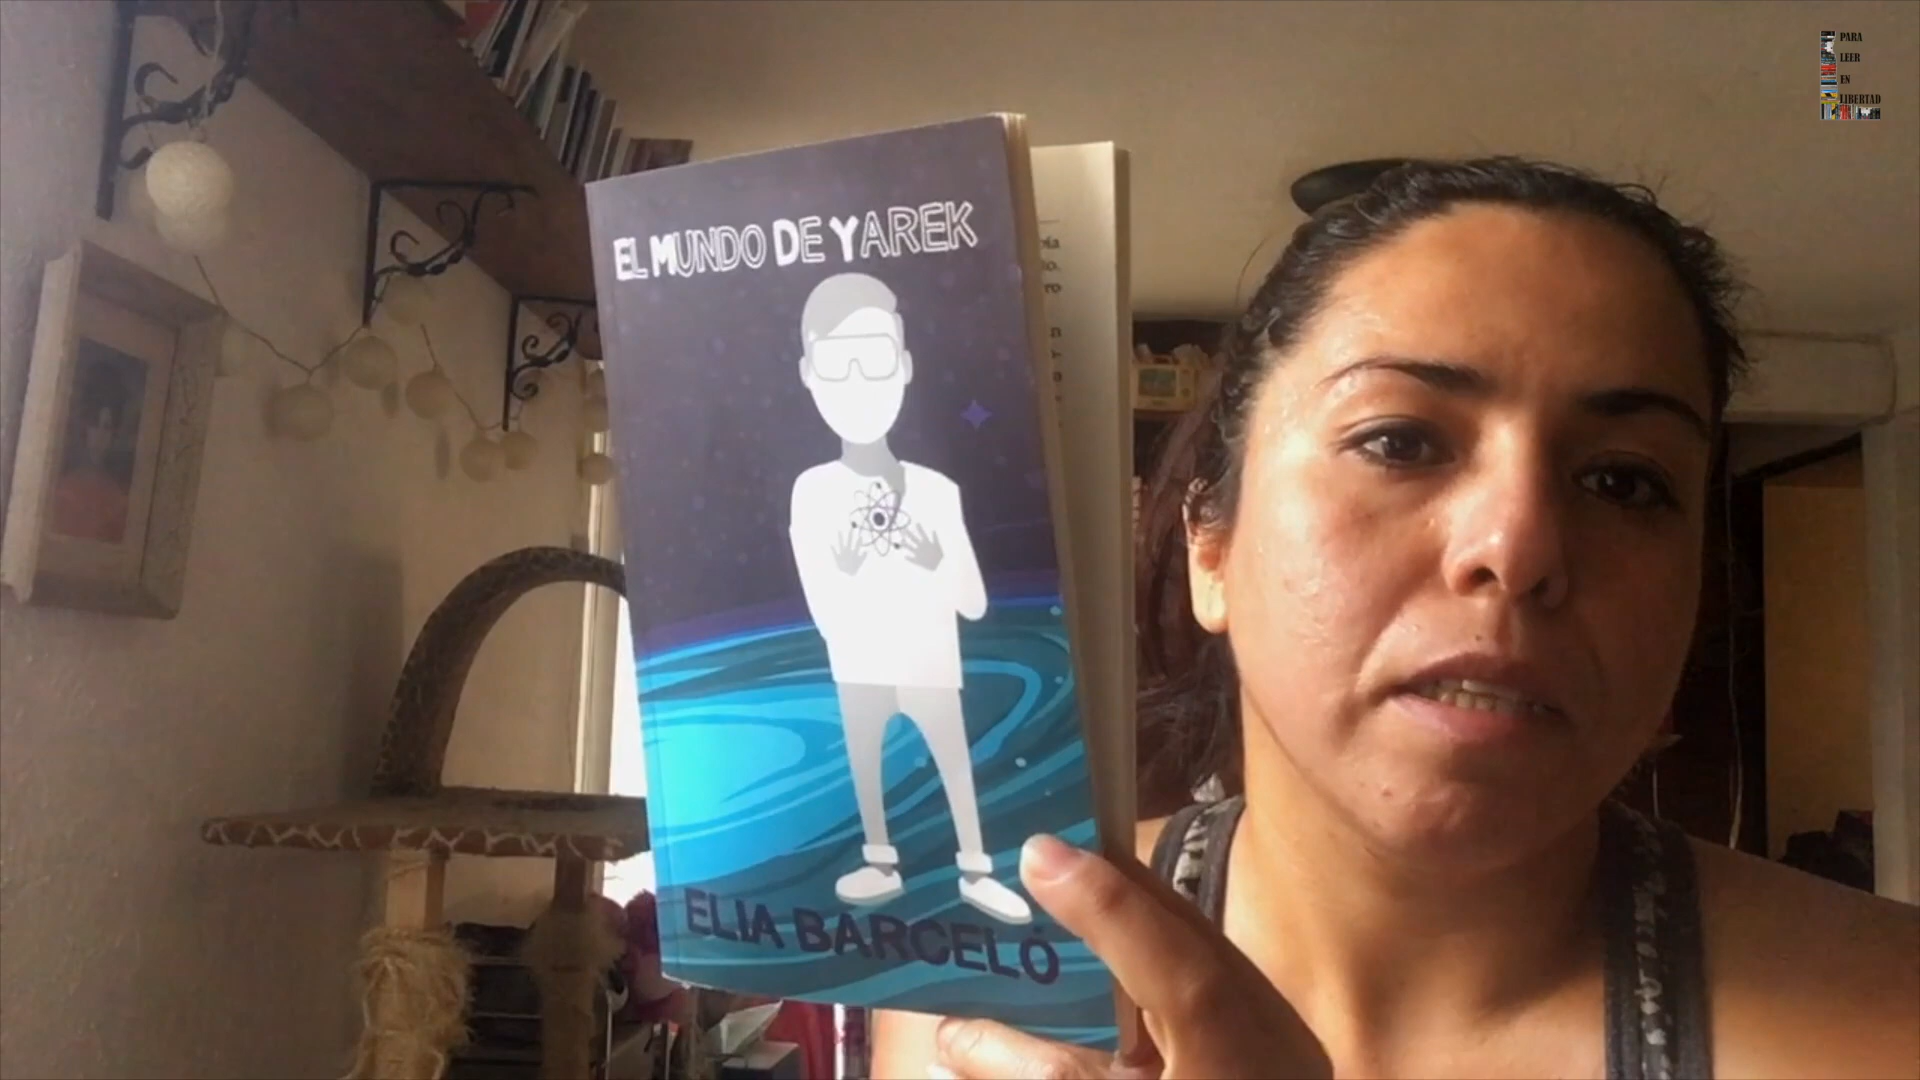 EL MUNDO DE YAREK
ELIA BARCELÓ
PARA
LEER
EN
LIBERTAD